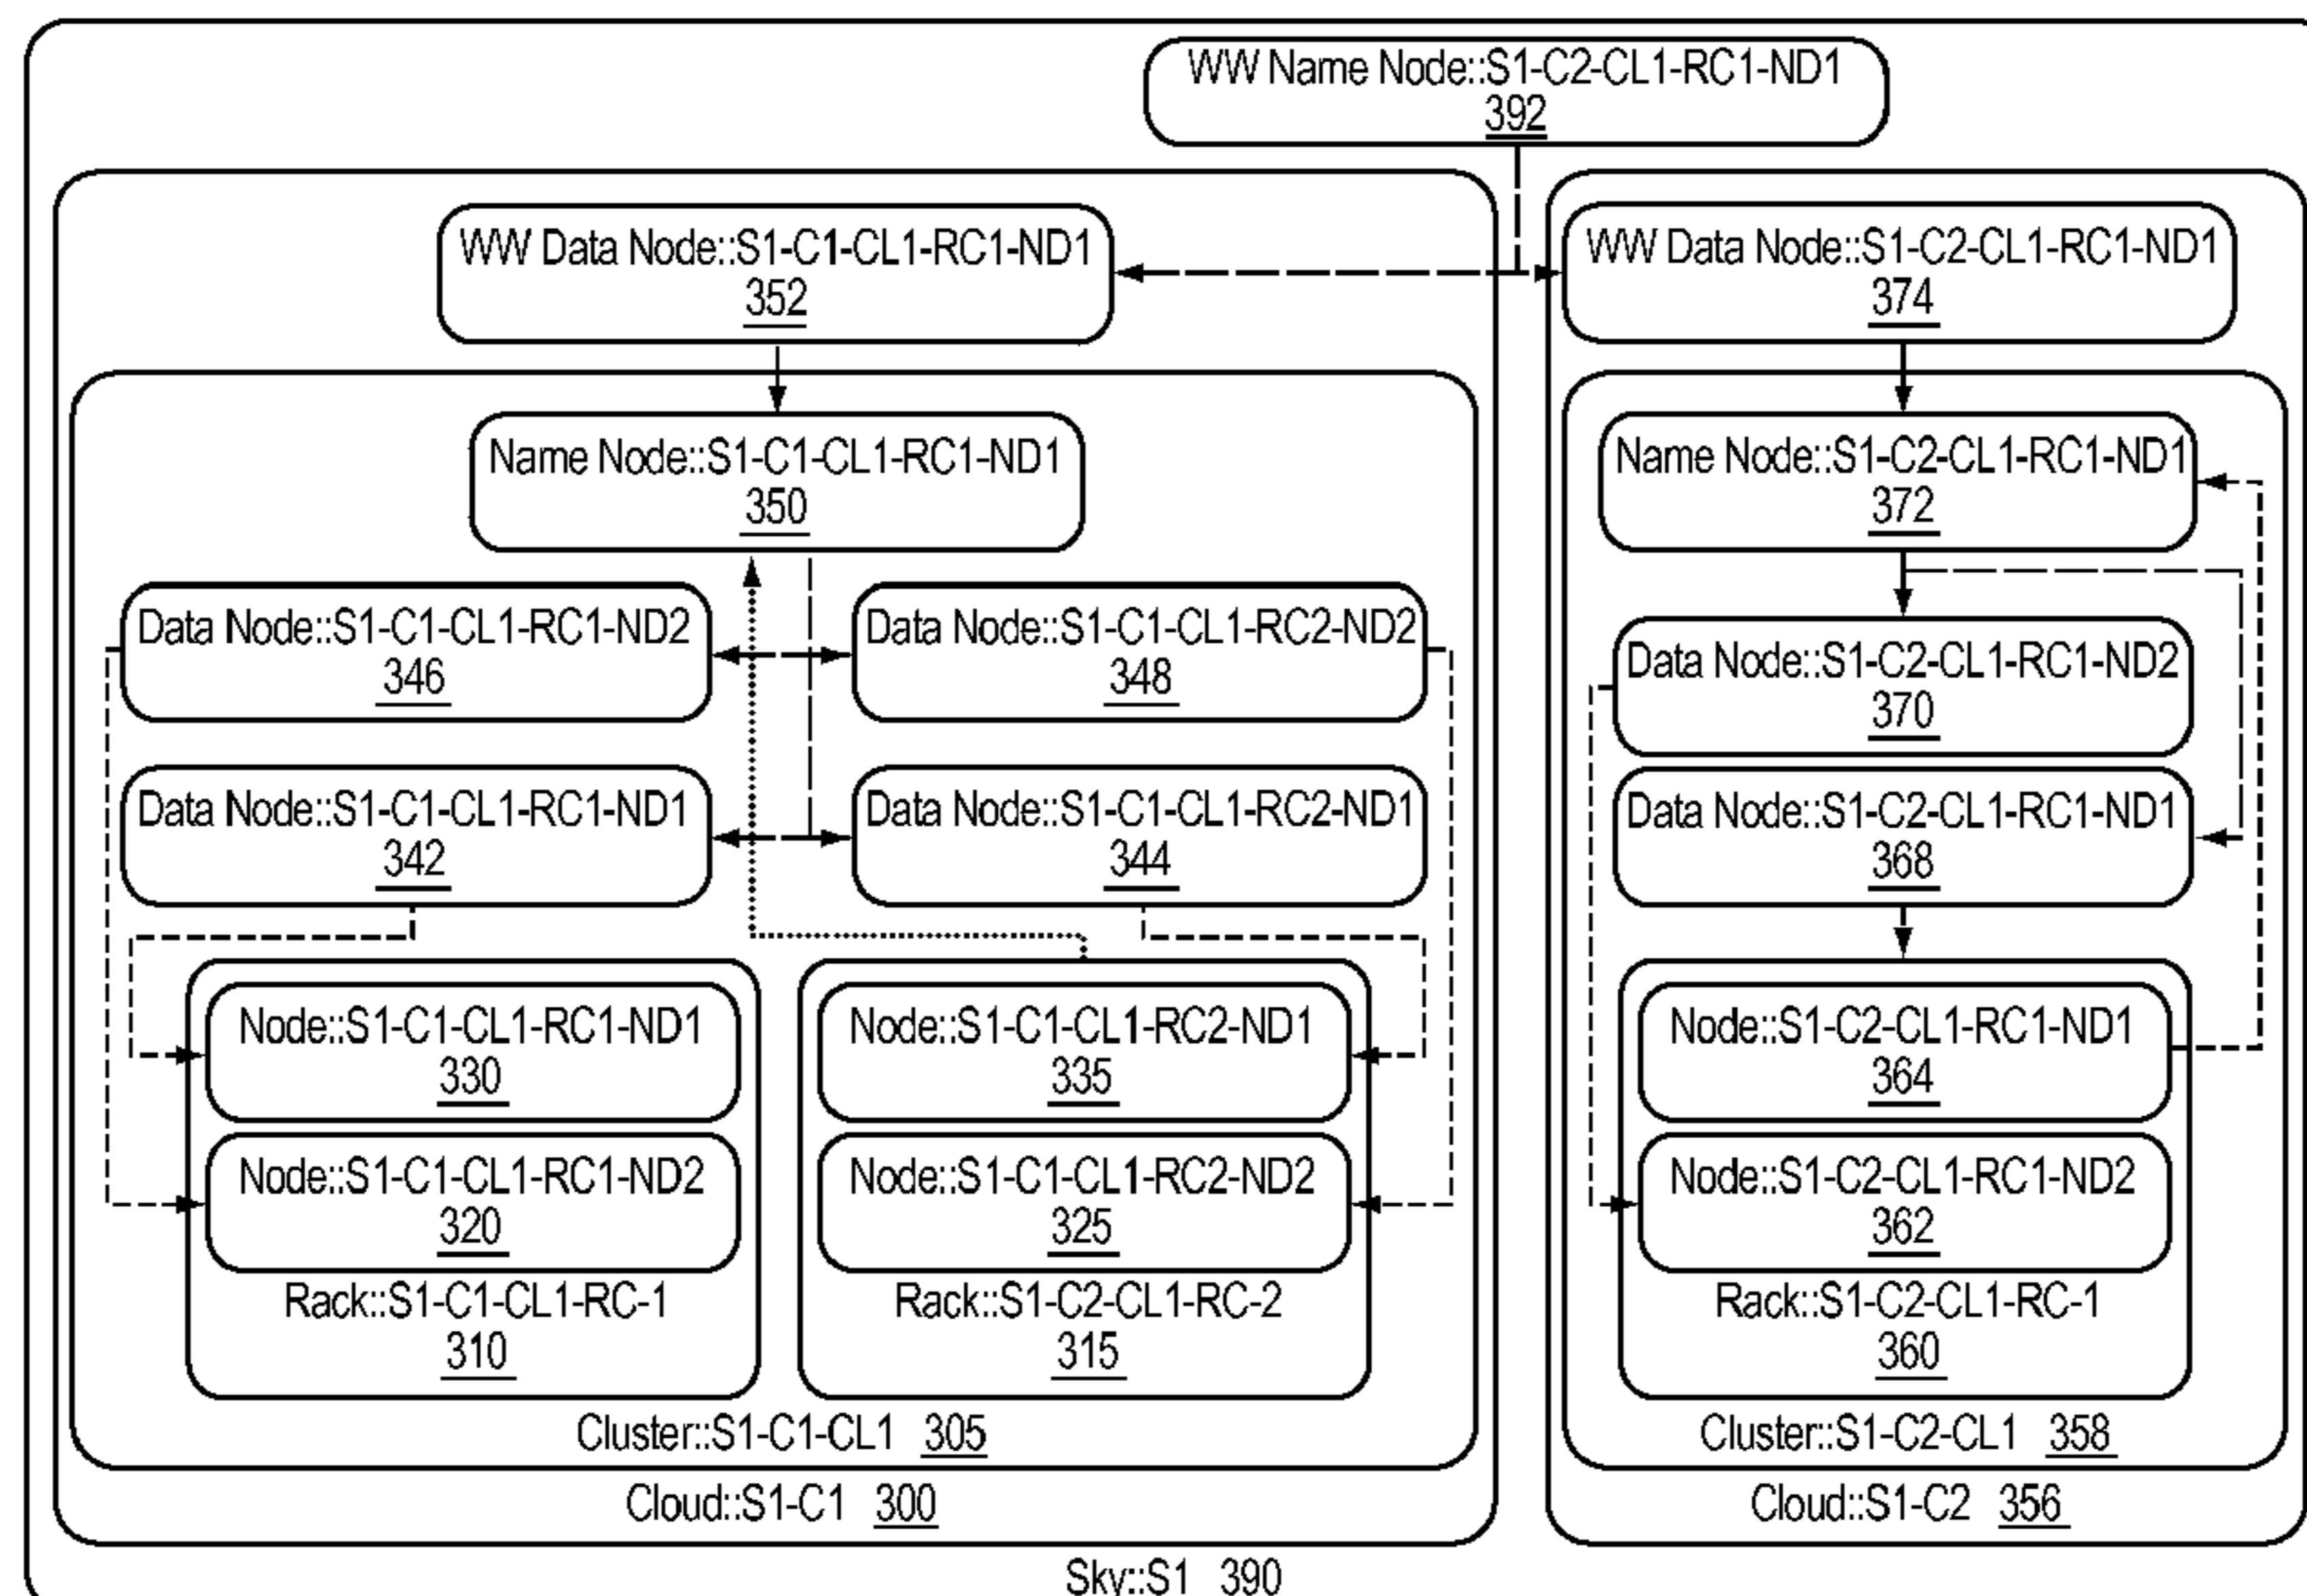 WW Name Node::S1-C2-CL1-RC1-ND1
392
WW Data Node::S1-C1-CL1-RC1-ND1
352
WW Data Node::S1-C2-CL1-RC1-ND1
374
Name Node::S1-C1-CL1-RC1-ND1
350
Name Node::S1-C2-CL1-RC1-ND1
372
Data Node::S1-C1-CL1-RC1-ND2
346
Data Node::S1-C1-CL1-RC2-ND2
348
Data Node::S1-C2-CL1-RC1-ND2
370
Data Node::S1-C1-CL1-RC1-ND1
342
Data Node::S1-C1-CL1-RC2-ND1
344
Data Node::S1-C2-CL1-RC1-ND1
368
Node::S1-C1-CL1-RC1-ND1
330
Node::S1-C1-CL1-RC2-ND1
335
Node::S1-C2-CL1-RC1-ND1
364
Node::S1-C1-CL1-RC1-ND2
320
Node::S1-C1-CL1-RC2-ND2
325
Node::S1-C2-CL1-RC1-ND2
362
Rack::S1-C1-CL1-RC-1
310
Rack::S1-C2-CL1-RC-2
315
Rack::S1-C2-CL1-RC-1
360
Cluster::S1-C1-CL1 305
Cluster::S1-C2-CL1 358
Cloud::S1-C1 300
Cloud::S1-C2 356
Sky::S1 390